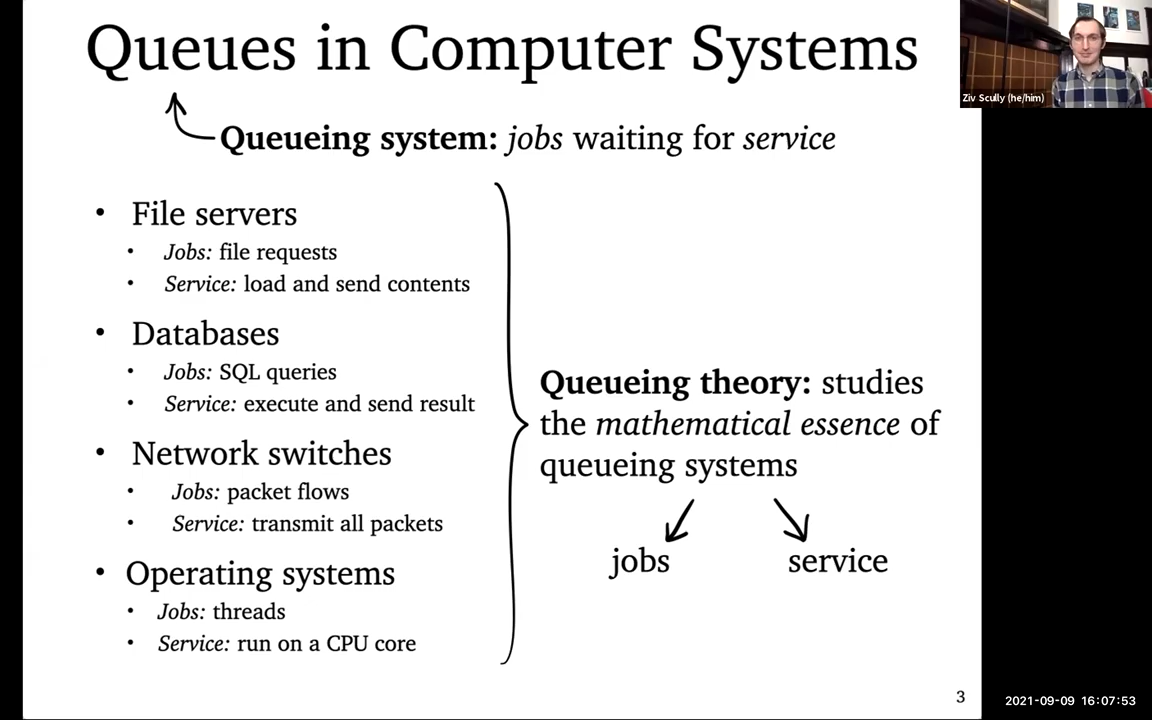 Queues in Computer Systems
Ziv Scully (he/him)
Queueing system: jobs waiting for service
• File servers
• Jobs: file requests
• Service: load and send contents
• Databases
• Jobs: SQL queries
• Service: execute and send result
• Network switches
• Jobs: packet flows
• Service: transmit all packets
• Operating systems
• Jobs: threads
• Service: run on a CPU core
Queueing theory: studies
the mathematical essence of
queueing systems
jobs
service
3
2021-09-09 16:07:53